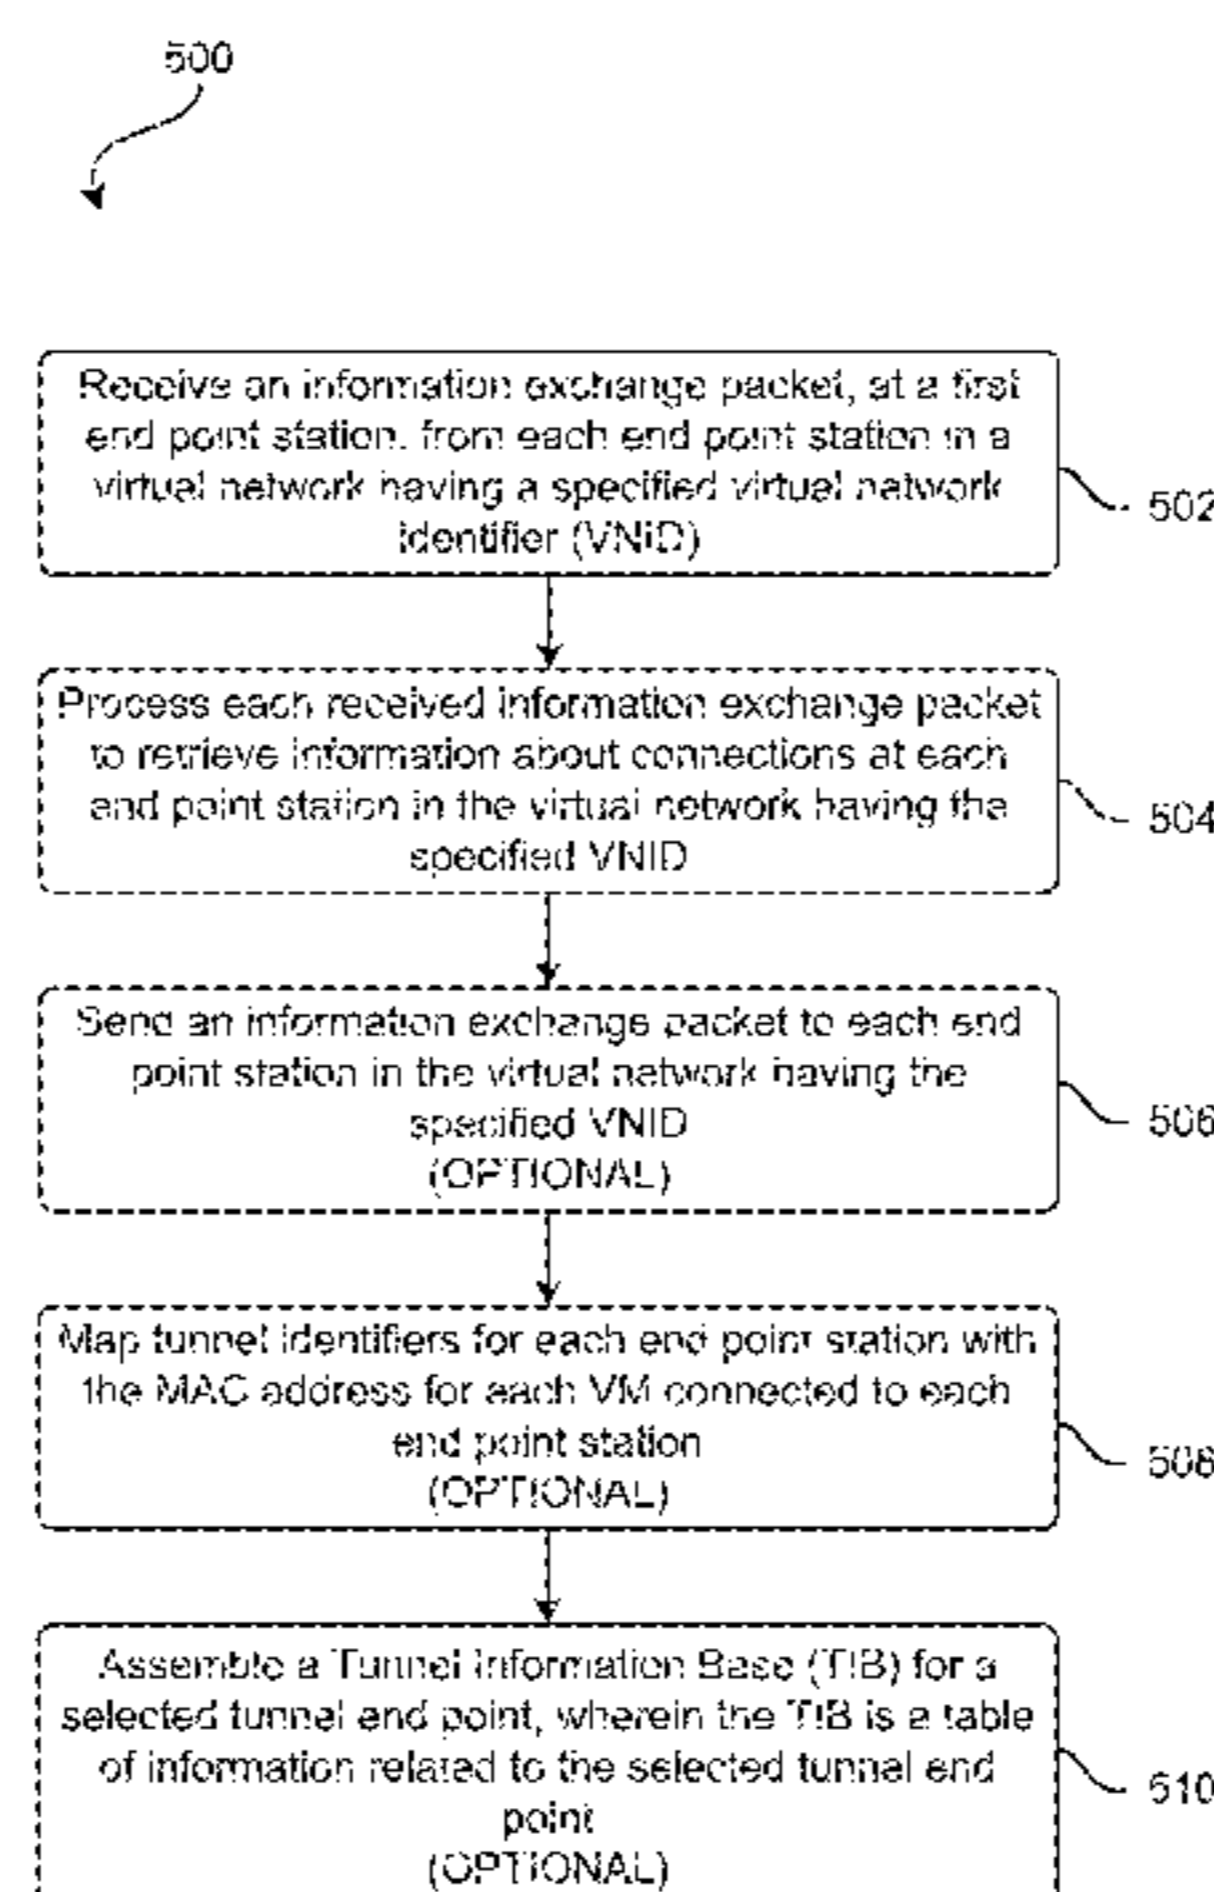 500
Receive an information exchange packet, at a first
end point station, from each end point station in a
virtual network having a specified virtual network
identifier (VNID)
502
Process each received information exchange packet
to retrieve information about connections at each
end point station in the virtual network having the
specified VNID
504
Send an information exchange packet to each end
point station in the virtual network having the
specified VNID
(OPTIONAL)
506
Map tunnel identifiers for each end point station with
the MAC address for each VM connected to each
end point station
(OPTIONAL)
508
Assemble a Tunnel Information Base (TIB) for a
selected tunnel end point, wherein the TIB is a table
of information related to the selected tunnel end
point
(OPTIONAL)
510